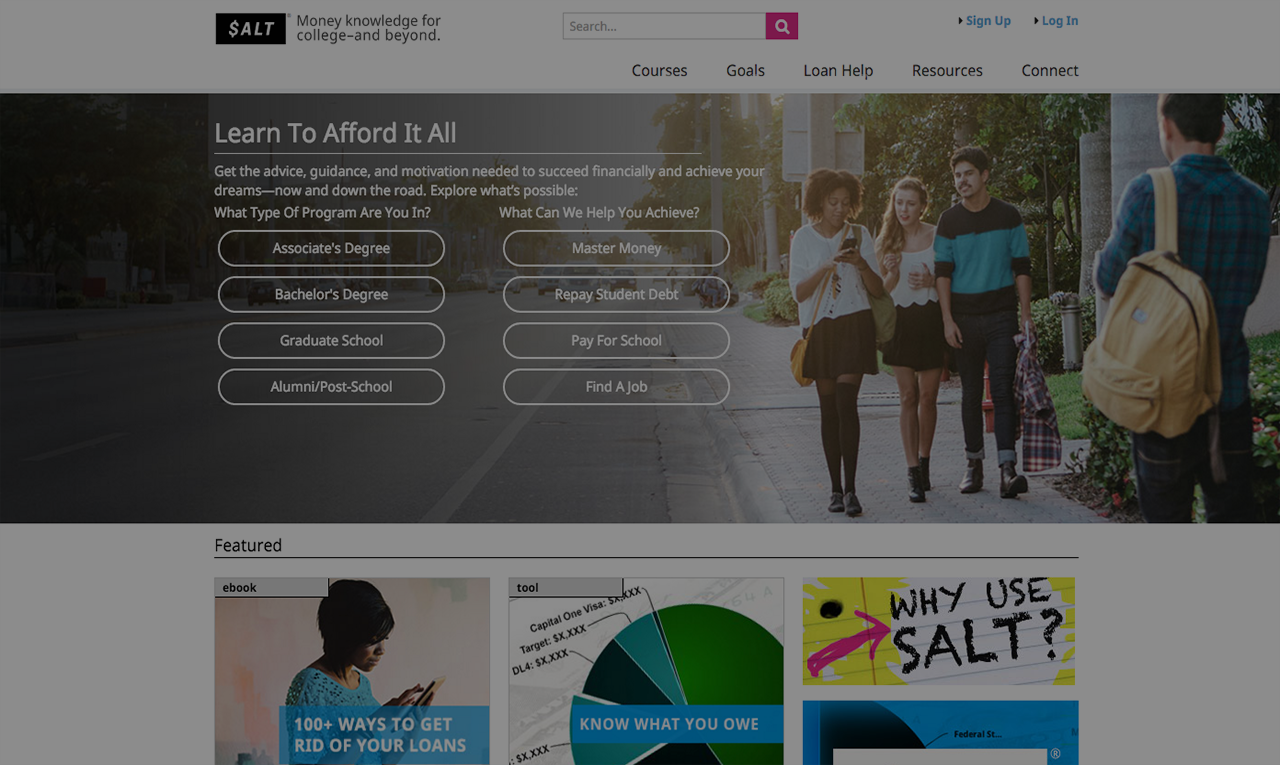 $ALT®
Money knowledge for
college–and beyond.
Search...
Sign Up
Log In
Courses
Goals
Loan Help
Resources
Connect
Learn To Afford It All
Get the advice, guidance, and motivation needed to succeed financially and achieve your
dreams—now and down the road. Explore what's possible:
What Type Of Program Are You In?
Associate's Degree
Bachelor's Degree
Graduate School
Alumni/Post-School
What Can We Help You Achieve?
Master Money
Repay Student Debt
Pay For School
Find A Job
Featured
ebook
100+ WAYS TO GET
RID OF YOUR LOANS
tool
Capital One Visa: $X,XXX
Target: $X,XXX
DL4: $X,XXX
$X,XXX
KNOW WHAT YOU OWE
: $X,XXX
WHY USE
SALT?
Federal St...
®